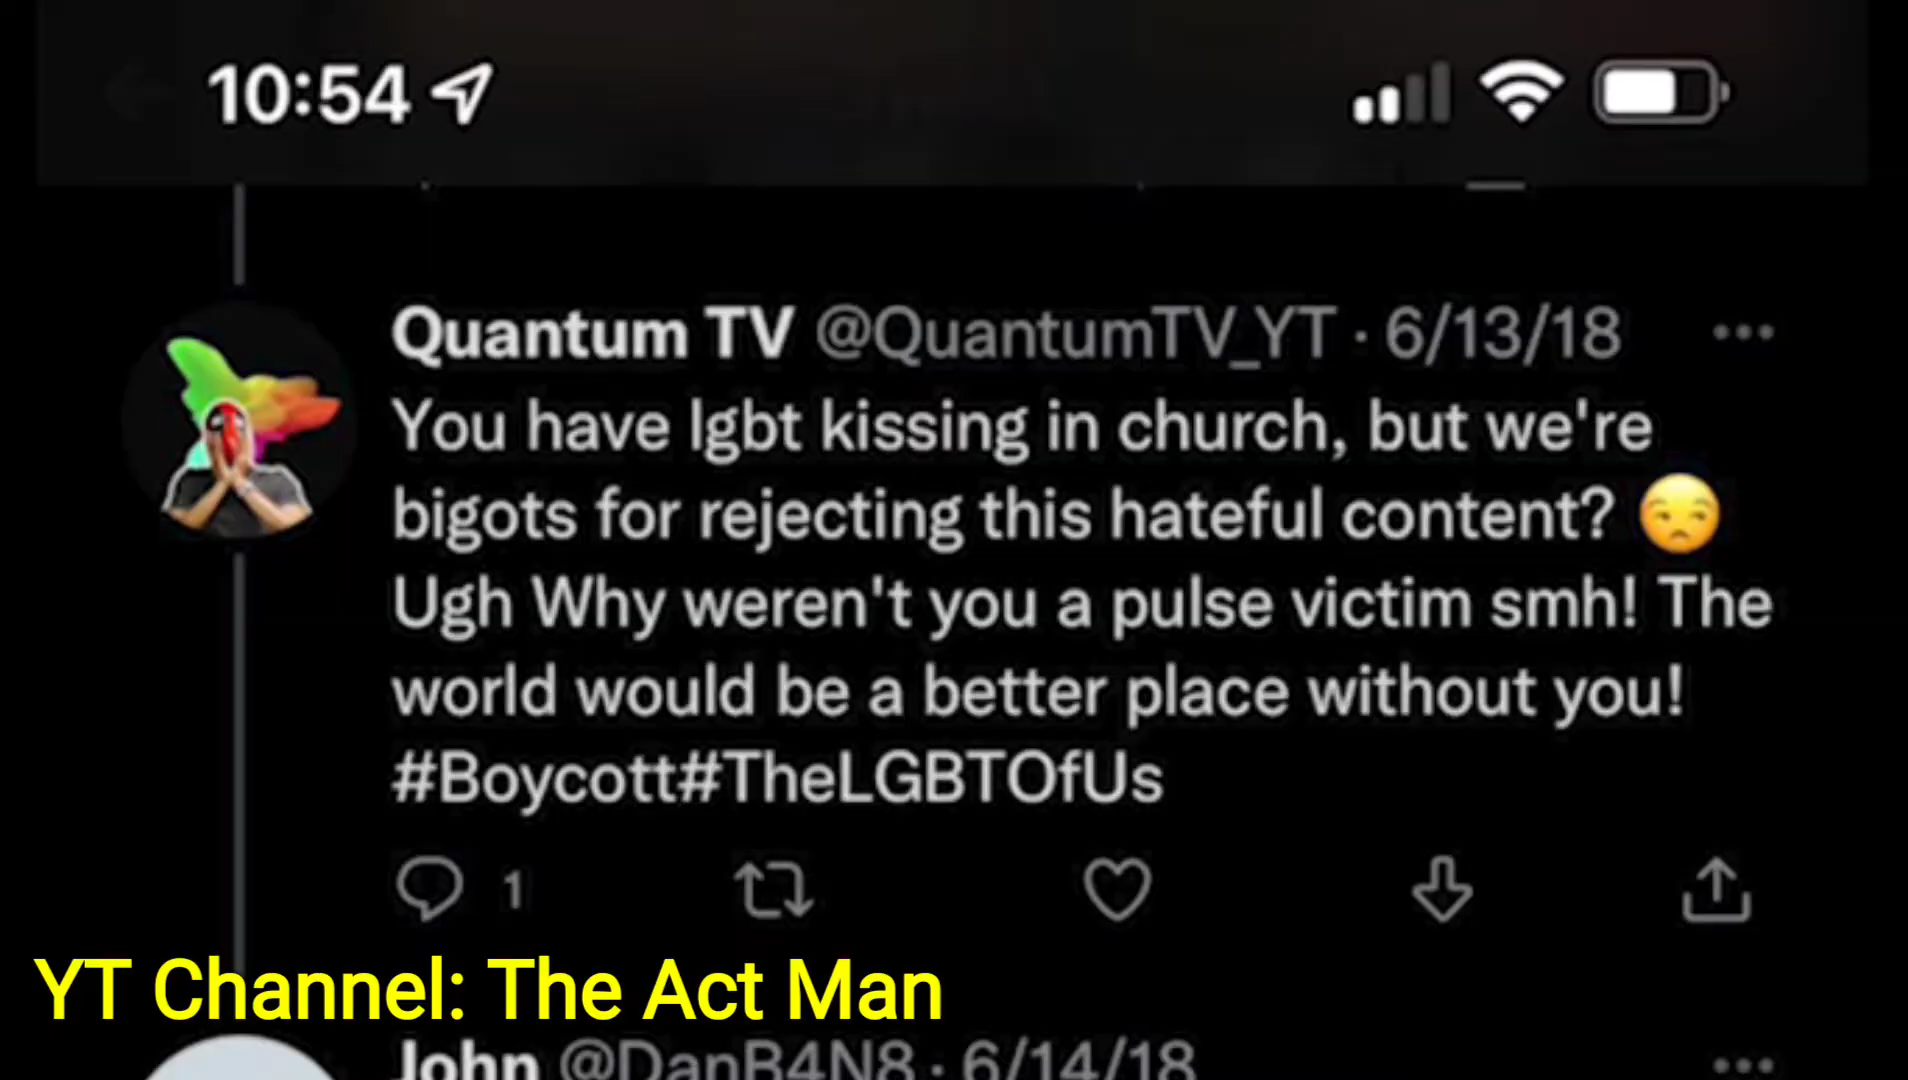 10:54
Quantum TV @QuantumTV_YT · 6/13/18
You have lgbt kissing in church, but we're
bigots for rejecting this hateful content? 😒
Ugh Why weren't you a pulse victim smh! The
world would be a better place without you!
#Boycott#TheLGBTOfUs
1
YT Channel: The Act Man
John @DanB4N8 · 6/14/18